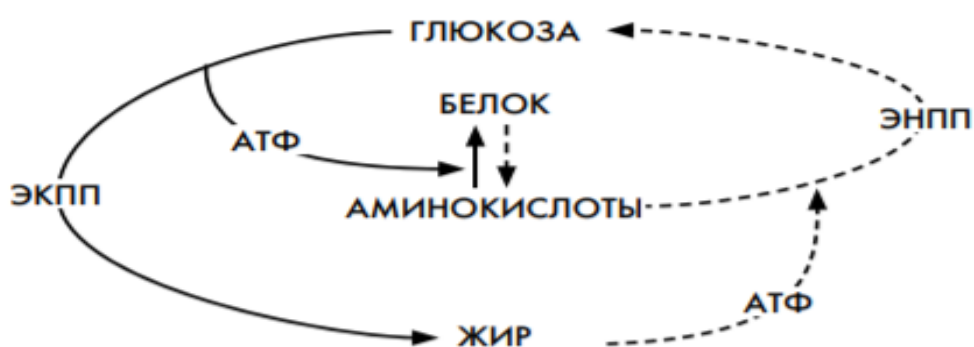 ГЛЮКОЗА
БЕЛОК
ЭНПП
АТФ
ЭКПП
АМИНОКИСЛОТЫ
АТФ
ЖИР